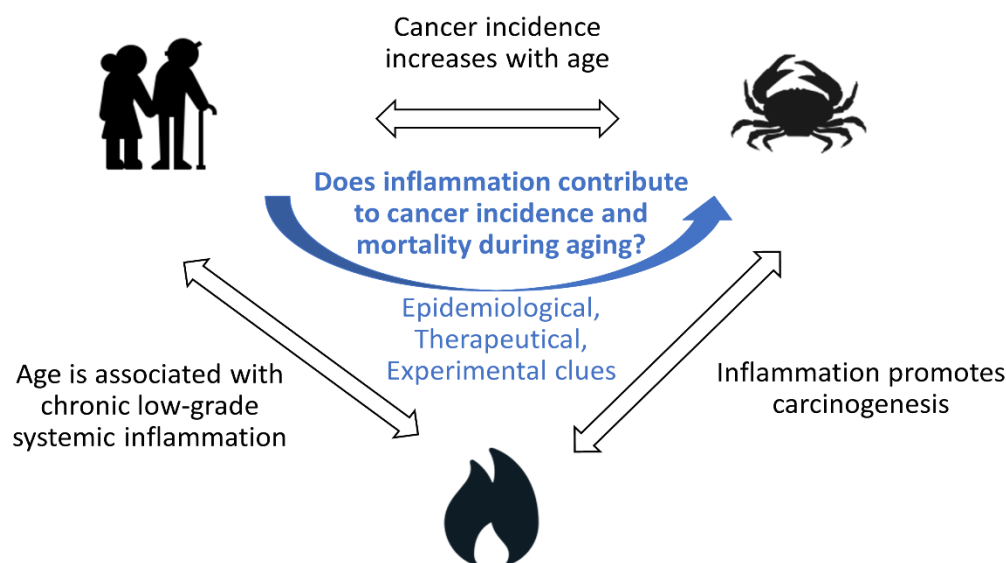 Cancer incidence
increases with age
Does inflammation contribute
to cancer incidence and
mortality during aging?
Epidemiological,
Therapeutical,
Experimental clues
Age is associated with
chronic low-grade
systemic inflammation
Inflammation promotes
carcinogenesis